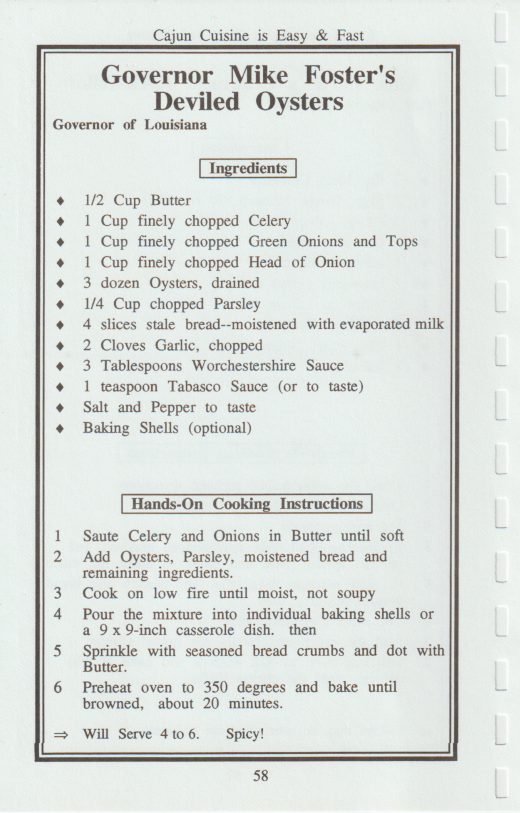 Cajun Cuisine is Easy & Fast
Governor Mike Foster's
Deviled Oysters
Governor of Louisiana
Ingredients
♦ 1/2 Cup Butter
♦ 1 Cup finely chopped Celery
♦ 1 Cup finely chopped Green Onions and Tops
♦ 1 Cup finely chopped Head of Onion
♦ 3 dozen Oysters, drained
♦ 1/4 Cup chopped Parsley
♦ 4 slices stale bread--moistened with evaporated milk
♦ 2 Cloves Garlic, chopped
♦ 3 Tablespoons Worchestershire Sauce
♦ 1 teaspoon Tabasco Sauce (or to taste)
♦ Salt and Pepper to taste
♦ Baking Shells (optional)
Hands-On Cooking Instructions
1 Saute Celery and Onions in Butter until soft
2 Add Oysters, Parsley, moistened bread and
remaining ingredients.
3 Cook on low fire until moist, not soupy
4 Pour the mixture into individual baking shells or
a 9 x 9-inch casserole dish. then
5 Sprinkle with seasoned bread crumbs and dot with
Butter.
6 Preheat oven to 350 degrees and bake until
browned, about 20 minutes.
⇒ Will Serve 4 to 6. Spicy!
58